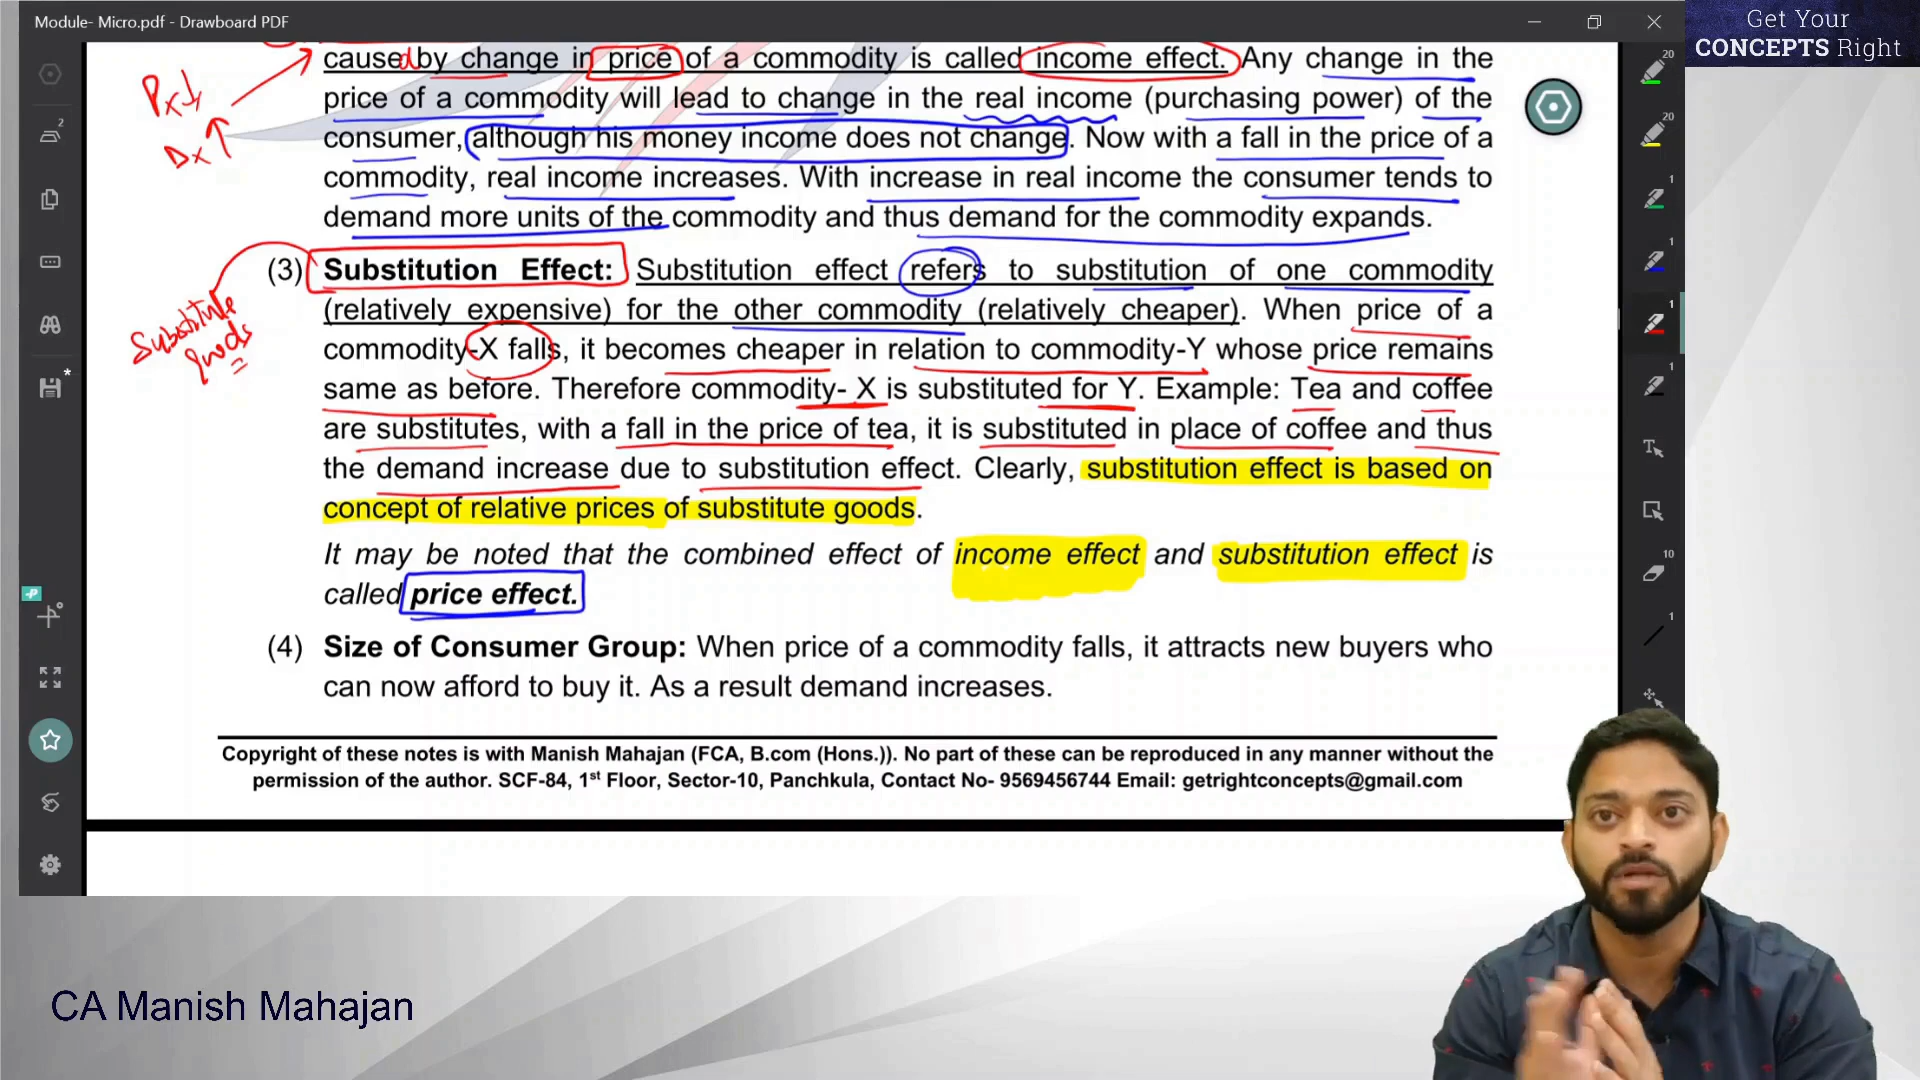 Module- Micro.pdf - Drawboard PDF
Get Your
CONCEPTS Right
caused by change in price of a commodity is called income effect. Any change in the
price of a commodity will lead to change in the real income (purchasing power) of the
consumer, although his money income does not change. Now with a fall in the price of a
commodity, real income increases. With increase in real income the consumer tends to
demand more units of the commodity and thus demand for the commodity expands.
Px↓
Dx↑
(3) Substitution Effect: Substitution effect refers to substitution of one commodity
(relatively expensive) for the other commodity (relatively cheaper). When price of a
commodity-X falls, it becomes cheaper in relation to commodity-Y whose price remains
same as before. Therefore commodity- X is substituted for Y. Example: Tea and coffee
are substitutes, with a fall in the price of tea, it is substituted in place of coffee and thus
the demand increase due to substitution effect. Clearly, substitution effect is based on
concept of relative prices of substitute goods.
Substitute
goods
It may be noted that the combined effect of income effect and substitution effect is
called price effect.
(4) Size of Consumer Group: When price of a commodity falls, it attracts new buyers who
can now afford to buy it. As a result demand increases.
Copyright of these notes is with Manish Mahajan (FCA, B.com (Hons.)). No part of these can be reproduced in any manner without the
permission of the author. SCF-84, 1st Floor, Sector-10, Panchkula, Contact No- 9569456744 Email: getrightconcepts@gmail.com
CA Manish Mahajan
2
20
20
1
1
1
1
10
1